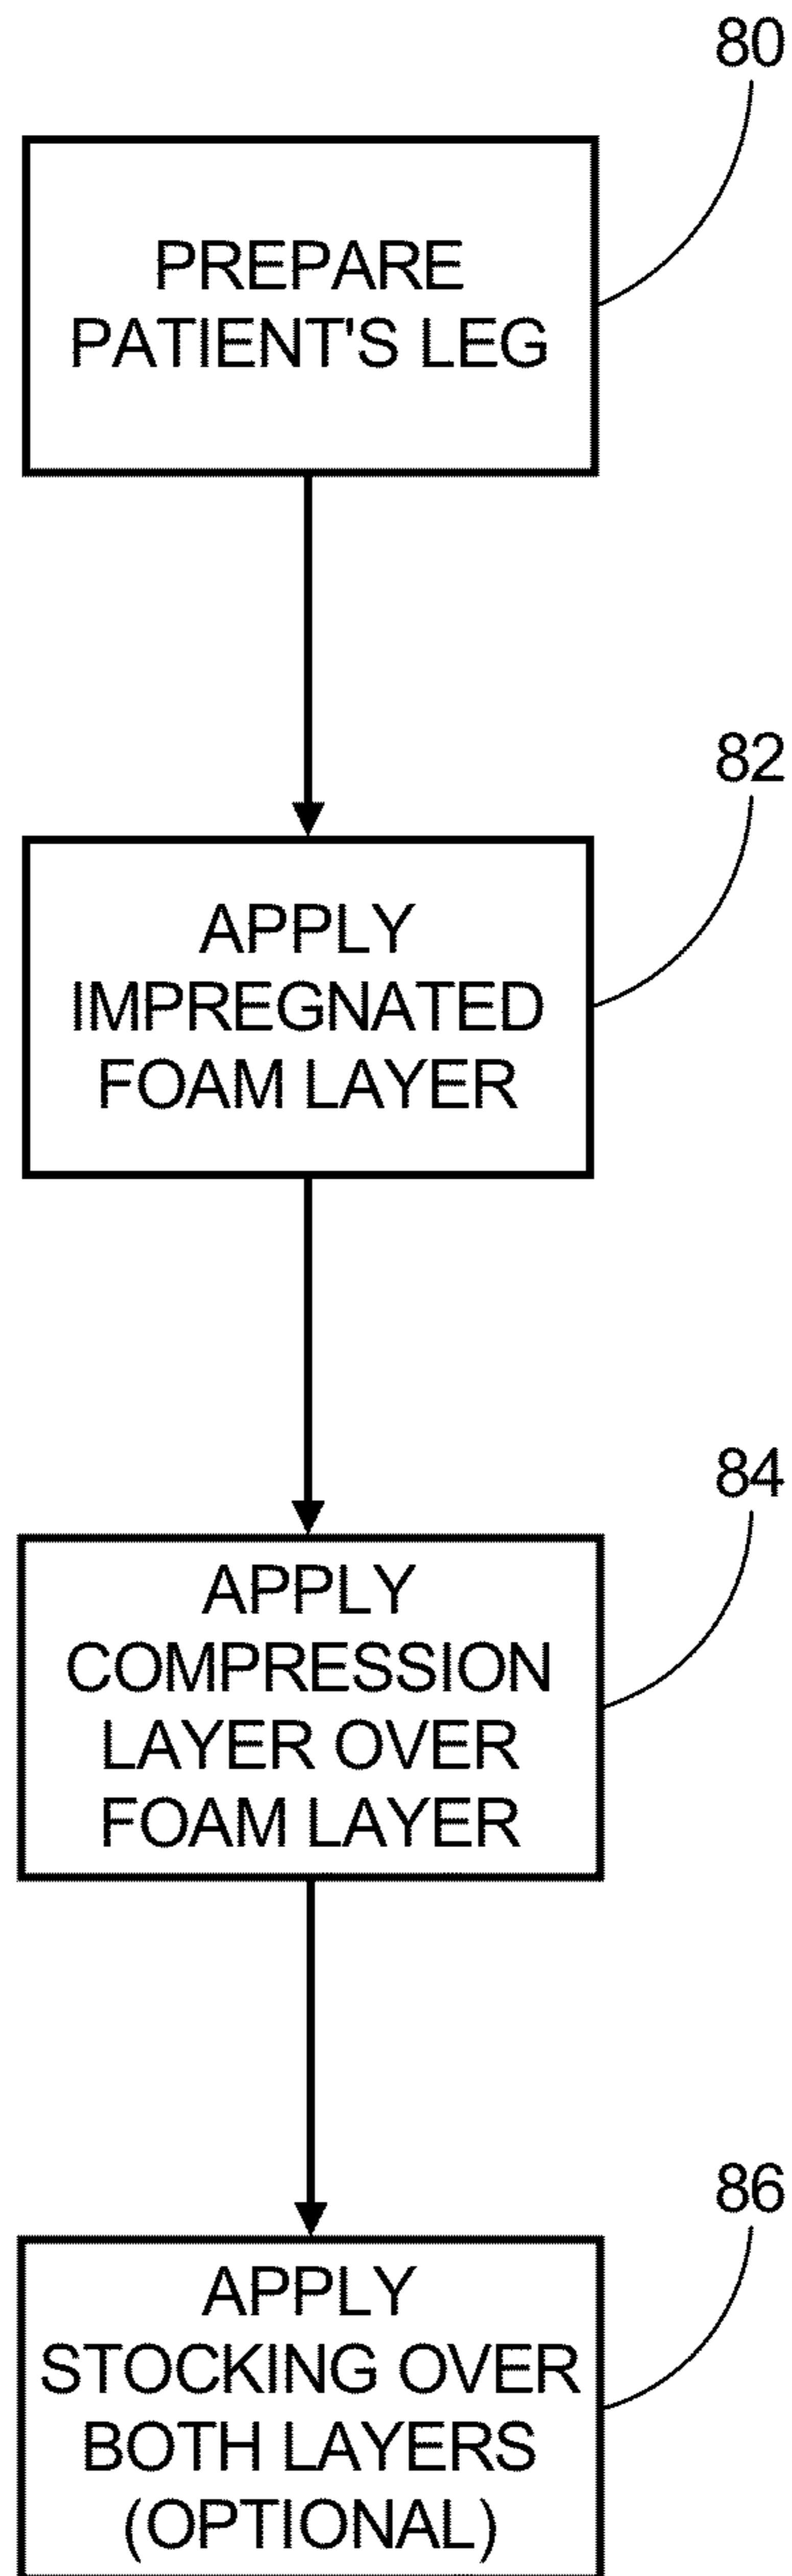 80
PREPARE
PATIENT'S LEG
82
APPLY
IMPREGNATED
FOAM LAYER
84
APPLY
COMPRESSION
LAYER OVER
FOAM LAYER
86
APPLY
STOCKING OVER
BOTH LAYERS
(OPTIONAL)